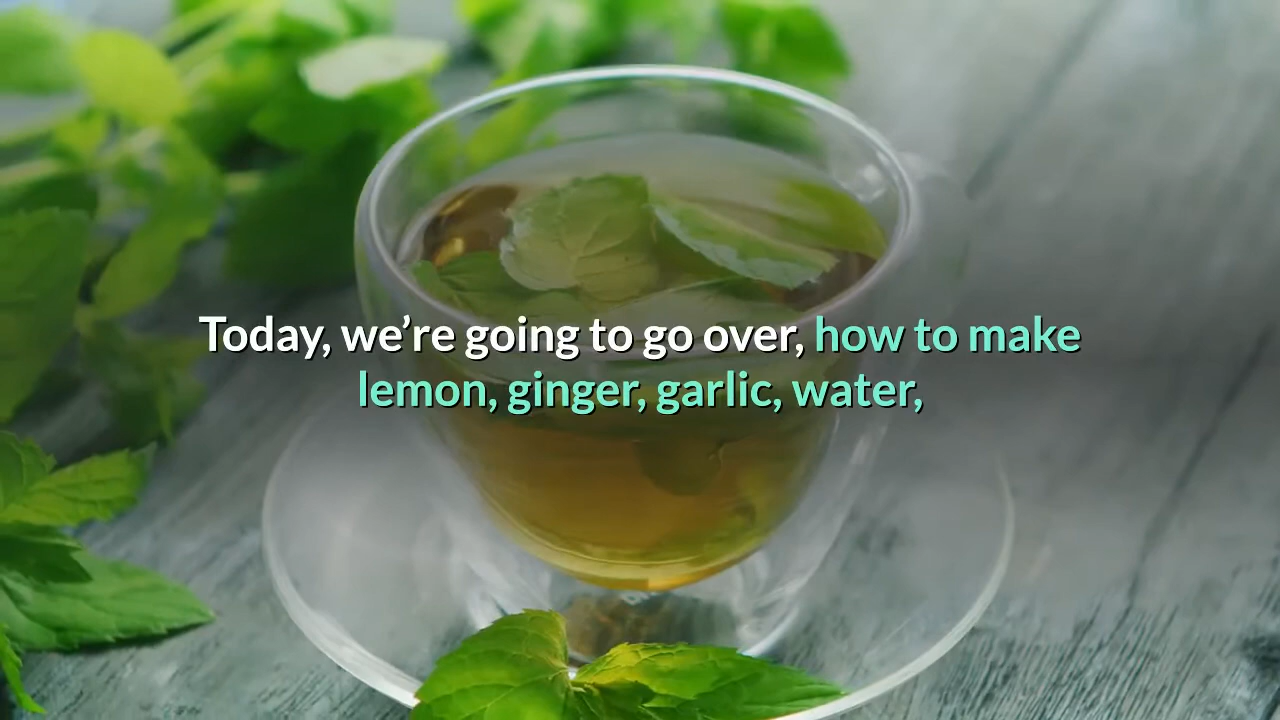 Today, we’re going to go over, how to make
lemon, ginger, garlic, water,